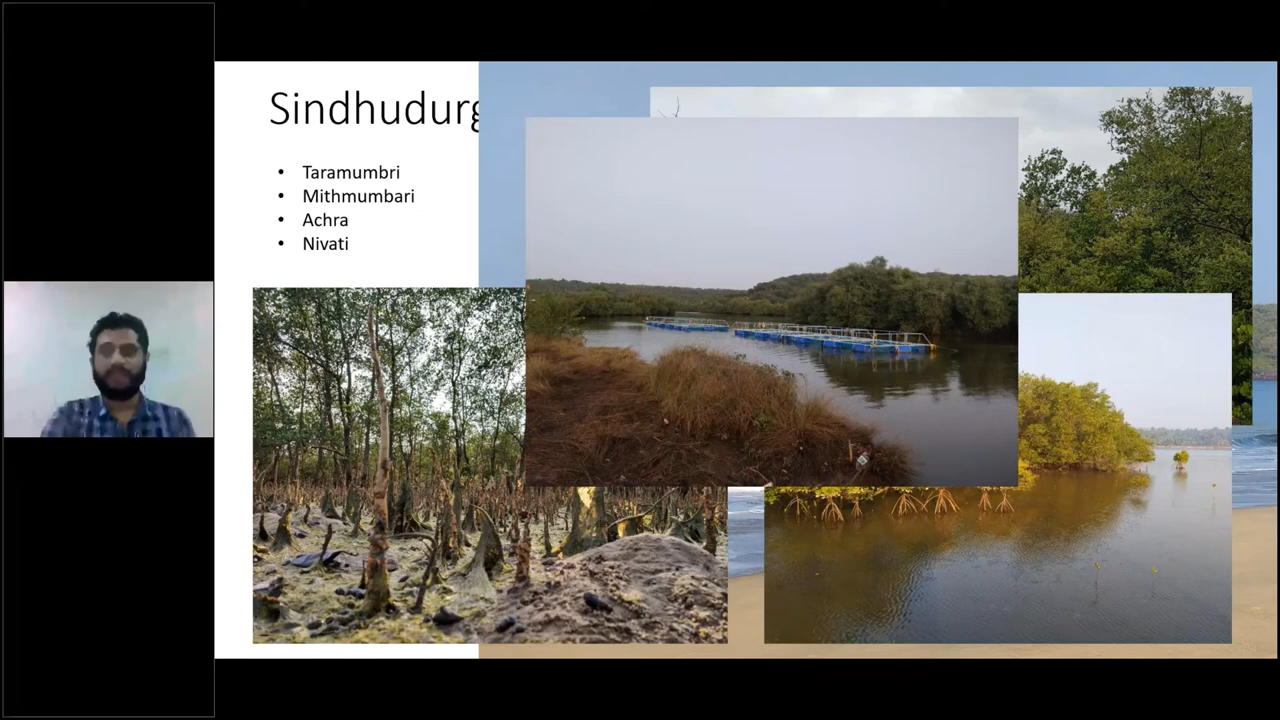 Sindhudurg
• Taramumbri
• Mithmumbari
• Achra
• Nivati